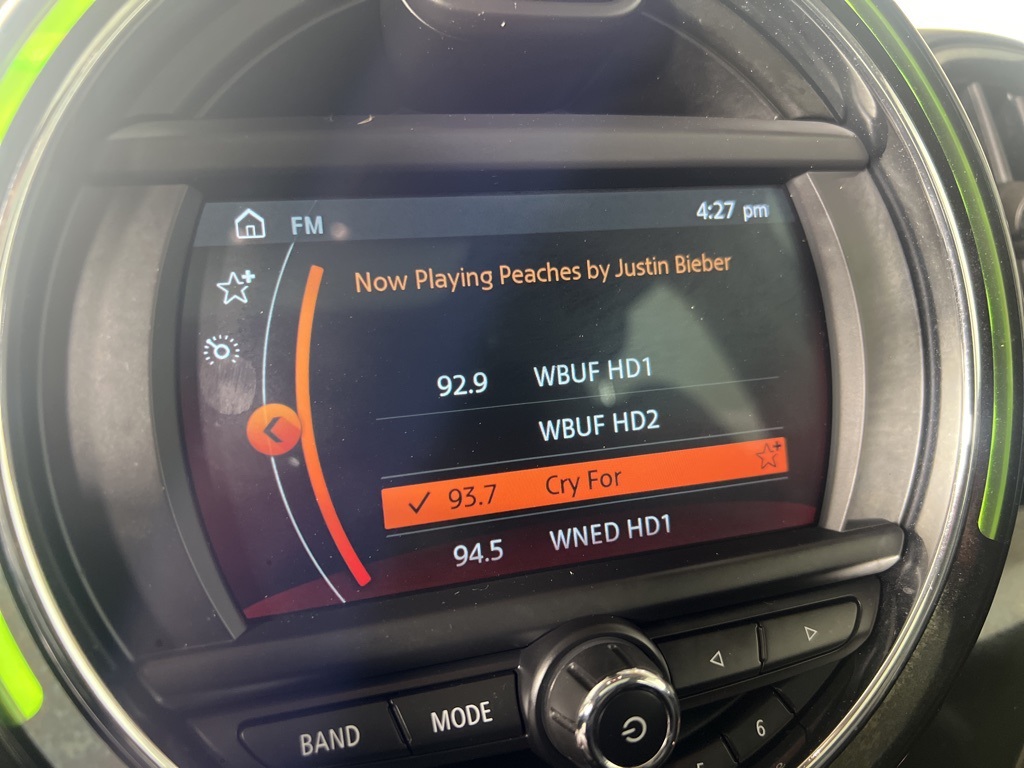 FM 4:27 pm
Now Playing Peaches by Justin Bieber
92.9 WBUF HD1
WBUF HD2
93.7 Cry For
94.5 WNED HD1
BAND MODE
6